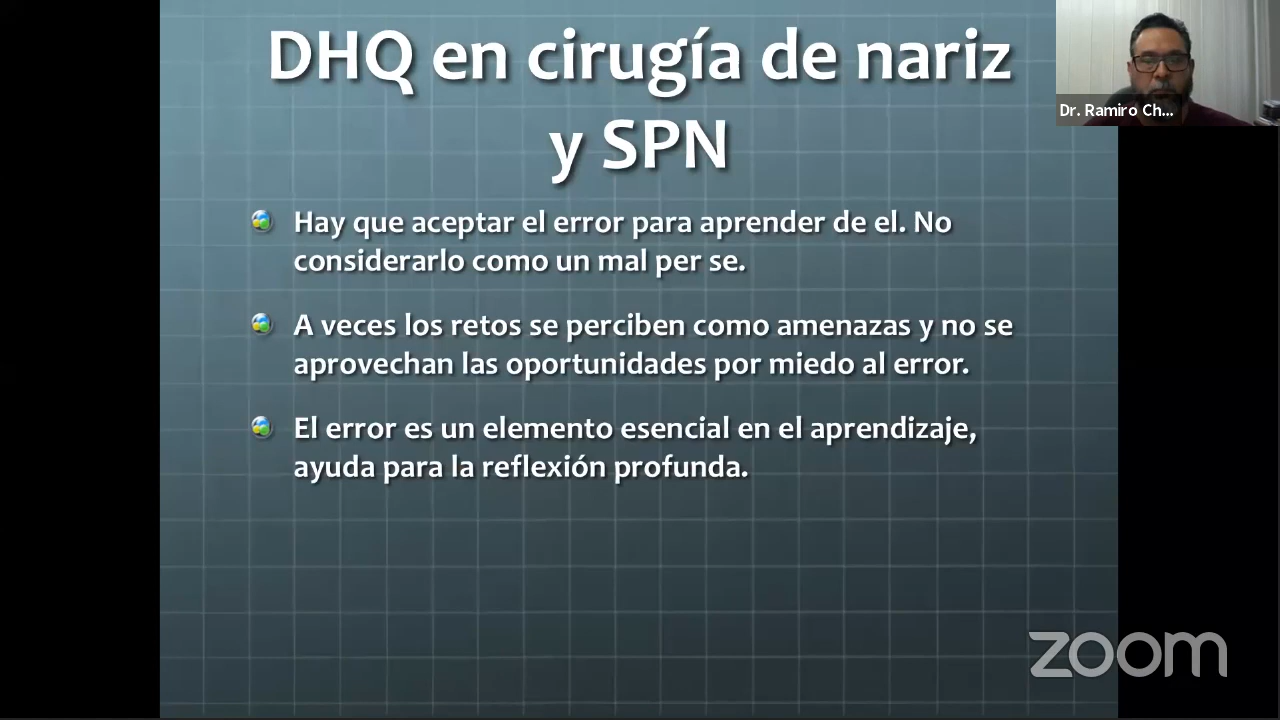 DHQ en cirugía de nariz
y SPN
Dr. Ramiro Ch...
Hay que aceptar el error para aprender de el. No
considerarlo como un mal per se.
A veces los retos se perciben como amenazas y no se
aprovechan las oportunidades por miedo al error.
El error es un elemento esencial en el aprendizaje,
ayuda para la reflexión profunda.
zoom